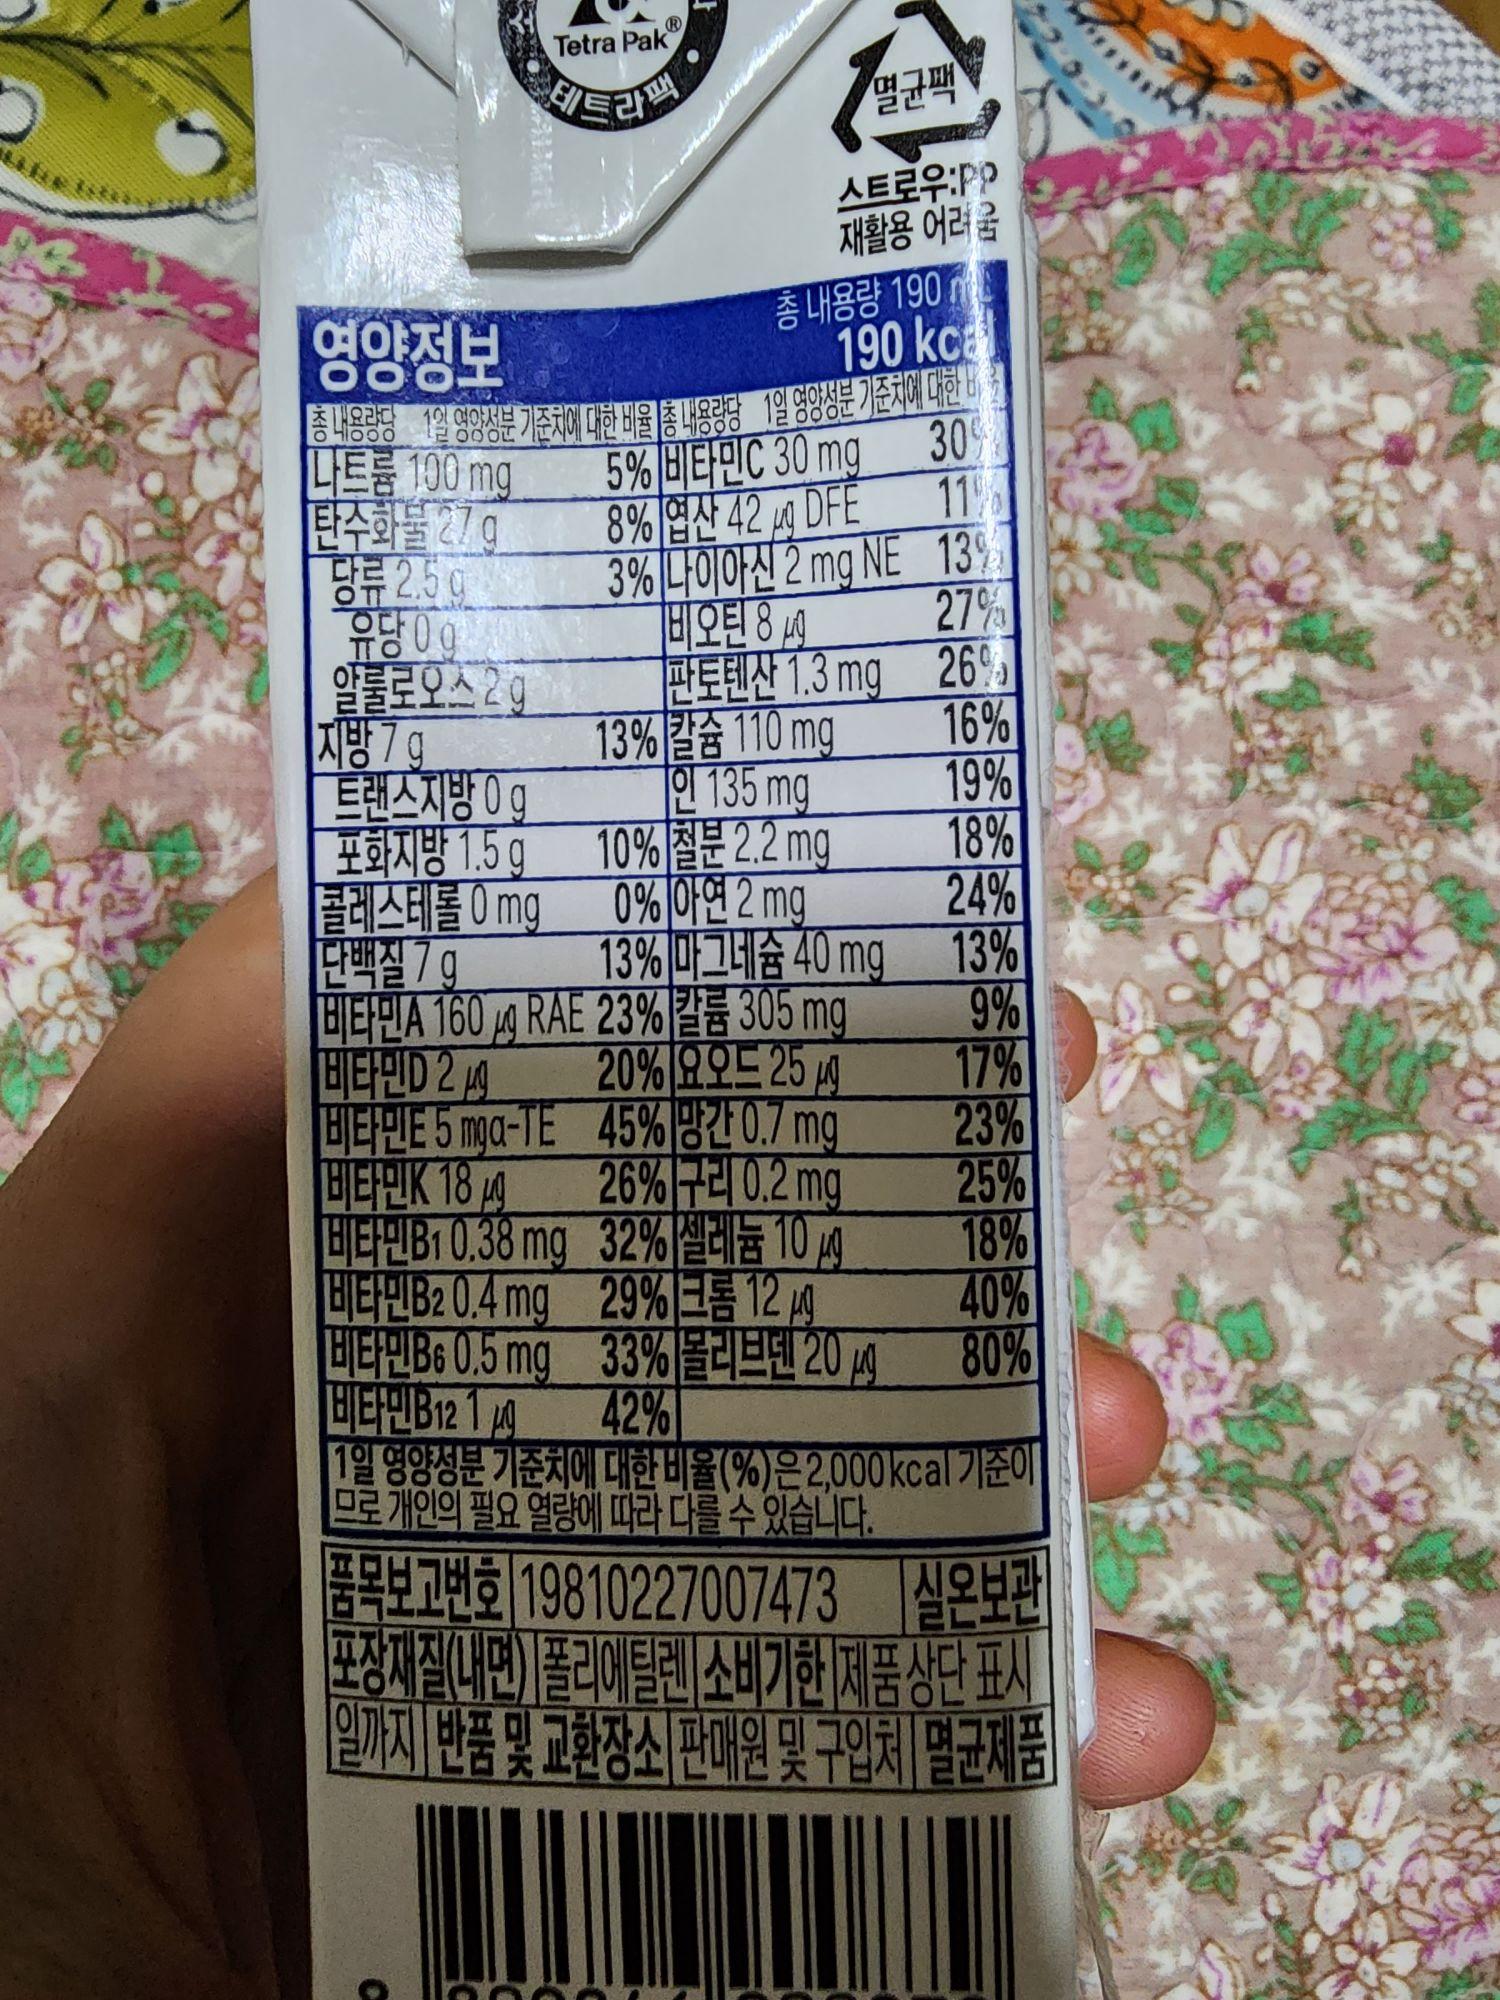 Tetra Pak®
테트라팩
멸균팩
스트로우:PP
재활용 어려움
영양정보
총 내용량 190 mL
190 kcal
총 내용량당 1일 영양성분 기준치에 대한 비율 총 내용량당 1일 영양성분 기준치에 대한 비율
나트륨 100 mg 5% 비타민C 30 mg 30%
탄수화물 27 g 8% 엽산 42 μg DFE 11%
당류 2.5 g 3% 나이아신 2 mg NE 13%
유당 0 g 비오틴 8 μg 27%
알룰로오스 2 g 판토텐산 1.3 mg 26%
지방 7 g 13% 칼슘 110 mg 16%
트랜스지방 0 g 인 135 mg 19%
포화지방 1.5 g 10% 철분 2.2 mg 18%
콜레스테롤 0 mg 0% 아연 2 mg 24%
단백질 7 g 13% 마그네슘 40 mg 13%
비타민A 160 μg RAE 23% 칼륨 305 mg 9%
비타민D 2 μg 20% 요오드 25 μg 17%
비타민E 5 mgα-TE 45% 망간 0.7 mg 23%
비타민K 18 μg 26% 구리 0.2 mg 25%
비타민B1 0.38 mg 32% 셀레늄 10 μg 18%
비타민B2 0.4 mg 29% 크롬 12 μg 40%
비타민B6 0.5 mg 33% 몰리브덴 20 μg 80%
비타민B12 1 μg 42%
1일 영양성분 기준치에 대한 비율(%)은 2,000 kcal 기준이
므로 개인의 필요 열량에 따라 다를 수 있습니다.
품목보고번호 19810227007473 실온보관
포장재질(내면) 폴리에틸렌 소비기한 제품상단 표시
일까지 반품 및 교환장소 판매원 및 구입처 멸균제품